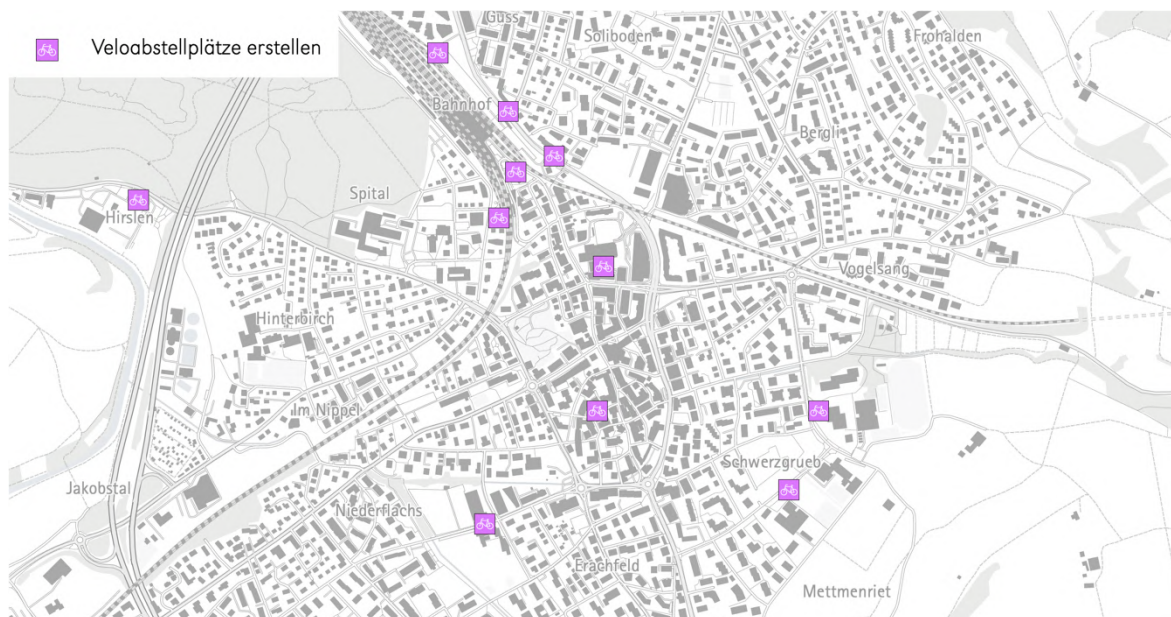 Veloabstellplätze erstellen
Guss
Soliboden
Frohalden
Bahnhof
Bergli
Spital
Hirslen
Vogelsang
Hinterbirch
Im Nippel
Schwerzgrueb
Jakobstal
Niederflachs
Erachfeld
Mettmenriet